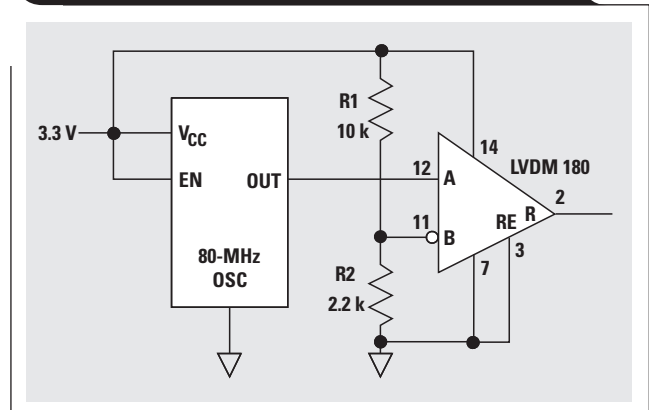 R1
10 k
14
3.3 V
VCC
LVDM 180
12
A
2
EN
OUT
R
RE
11
B
3
80-MHz
OSC
7
R2
2.2 k